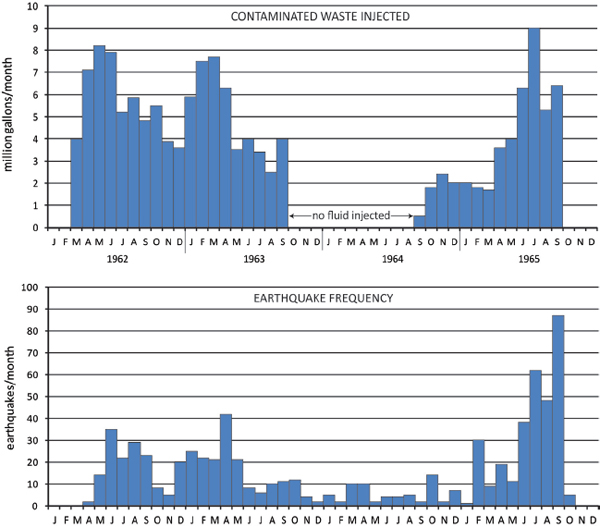 CONTAMINATED WASTE INJECTED
million gallons/month
10
9
8
7
6
5
4
3
2
1
0
no fluid injected
J F M A M J J A S O N D J F M A M J J A S O N D J F M A M J J A S O N D J F M A M J J A S O N D
1962 1963 1964 1965
EARTHQUAKE FREQUENCY
earthquakes/month
100
90
80
70
60
50
40
30
20
10
0
J F M A M J J A S O N D J F M A M J J A S O N D J F M A M J J A S O N D J F M A M J J A S O N D